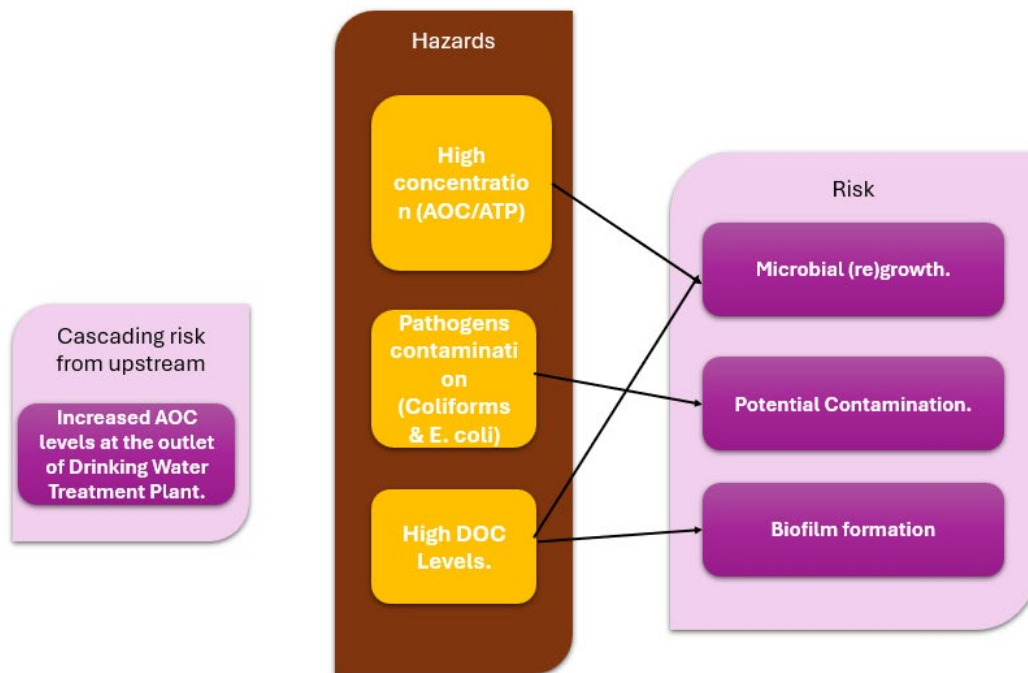 Cascading risk
from upstream
Increased AOC
levels at the outlet
of Drinking Water
Treatment Plant.
Hazards
High
concentratio
n (AOC/ATP)
Pathogens
contaminati
on
(Coliforms
& E. coli)
High DOC
Levels.
Risk
Microbial (re)growth.
Potential Contamination.
Biofilm formation